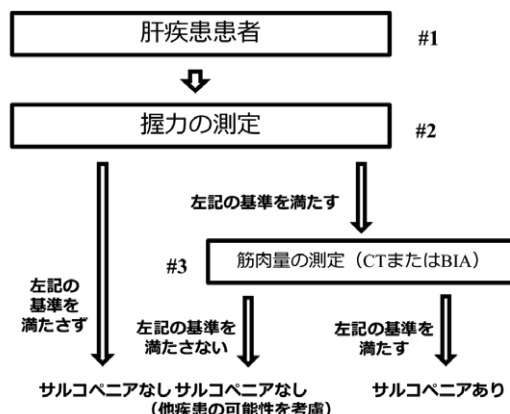 肝疾患患者
#1
握力の測定
#2
左記の基準を満たす
#3
筋肉量の測定（CTまたはBIA）
左記の
基準を
満たさず
左記の基準を
満たさない
左記の基準を
満たす
サルコペニアなし
サルコペニアなし
（他疾患の可能性を考慮）
サルコペニアあり